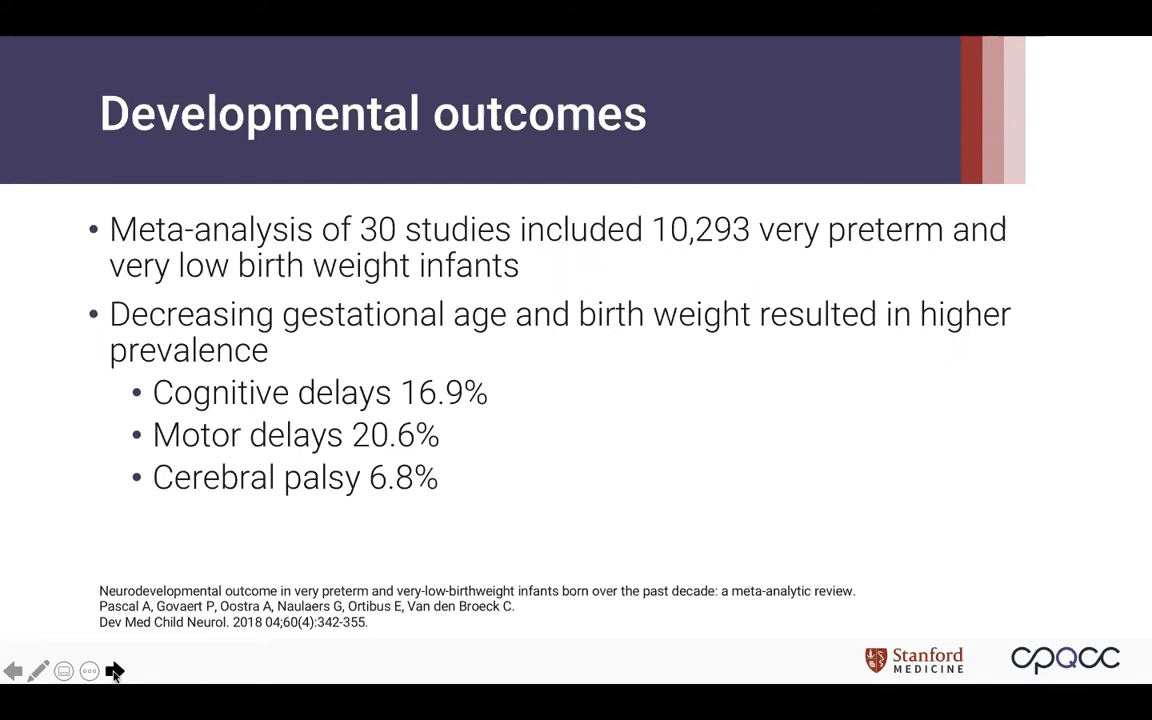 Developmental outcomes
• Meta-analysis of 30 studies included 10,293 very preterm and
very low birth weight infants
• Decreasing gestational age and birth weight resulted in higher
prevalence
• Cognitive delays 16.9%
• Motor delays 20.6%
• Cerebral palsy 6.8%
Neurodevelopmental outcome in very preterm and very-low-birthweight infants born over the past decade: a meta-analytic review.
Pascal A, Govaert P, Oostra A, Naulaers G, Ortibus E, Van den Broeck C.
Dev Med Child Neurol. 2018 04;60(4):342-355.
Stanford
MEDICINE
cpqcc